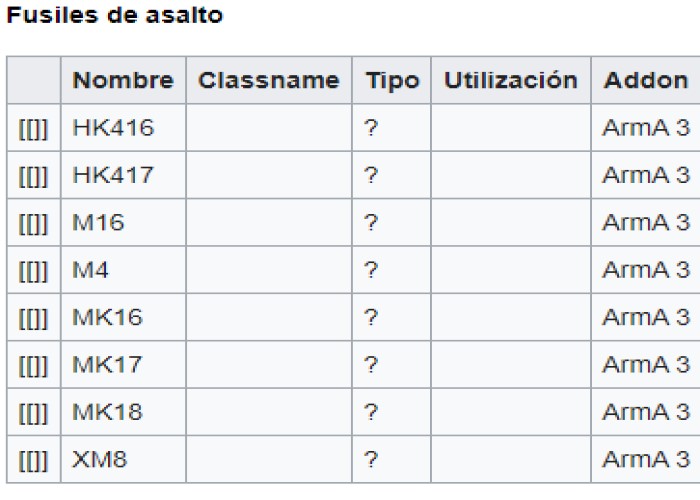 Fusiles de asalto
Nombre Classname Tipo Utilización Addon
[[]] HK416 ? ArmA 3
[[]] HK417 ? ArmA 3
[[]] M16 ? ArmA 3
[[]] M4 ? ArmA 3
[[]] MK16 ? ArmA 3
[[]] MK17 ? ArmA 3
[[]] MK18 ? ArmA 3
[[]] XM8 ? ArmA 3